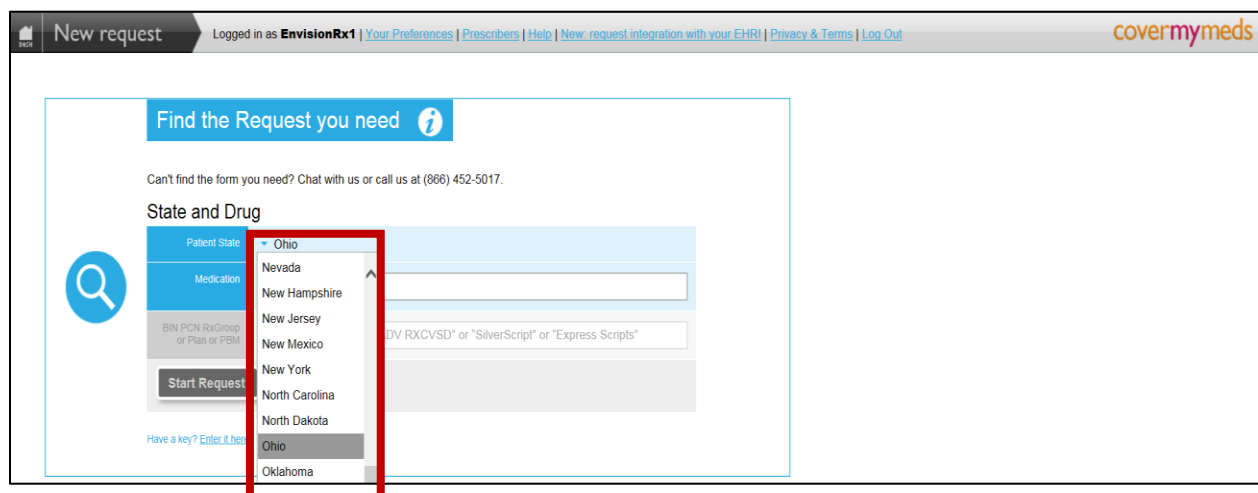 New request
Logged in as EnvisionRx1 | Your Preferences | Prescribers | Help | New: request integration with your EHR! | Privacy & Terms | Log Out
covermymeds
Find the Request you need i
Can't find the form you need? Chat with us or call us at (866) 452-5017.
State and Drug
Patient State
Ohio
Nevada
Medication
New Hampshire
New Jersey
BIN PCN RxGroup
or Plan or PBM
DV RXCVSD" or "SilverScript" or "Express Scripts"
New Mexico
New York
Start Request
North Carolina
North Dakota
Have a key? Enter it here
Ohio
Oklahoma